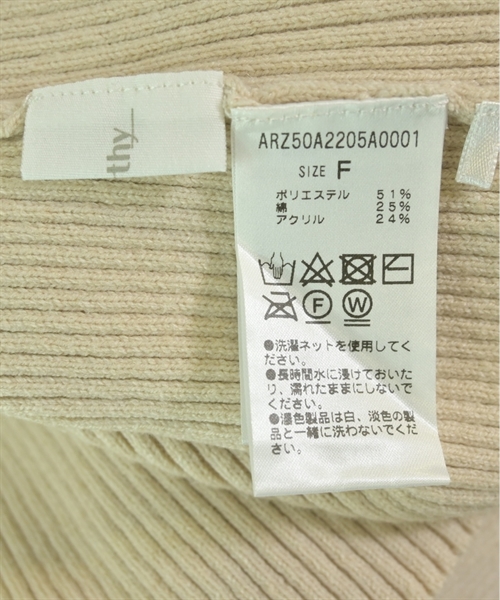 thy_
ARZ50A2205A0001
SIZE F
ポリエステル 51%
綿 25%
アクリル 24%
F W
●洗濯ネットを使用してく
ださい。
●長時間水に浸けておいた
り、濡れたままにしないで
ください。
●濃色製品は白、淡色の製
品と一緒に洗わないでくだ
さい。